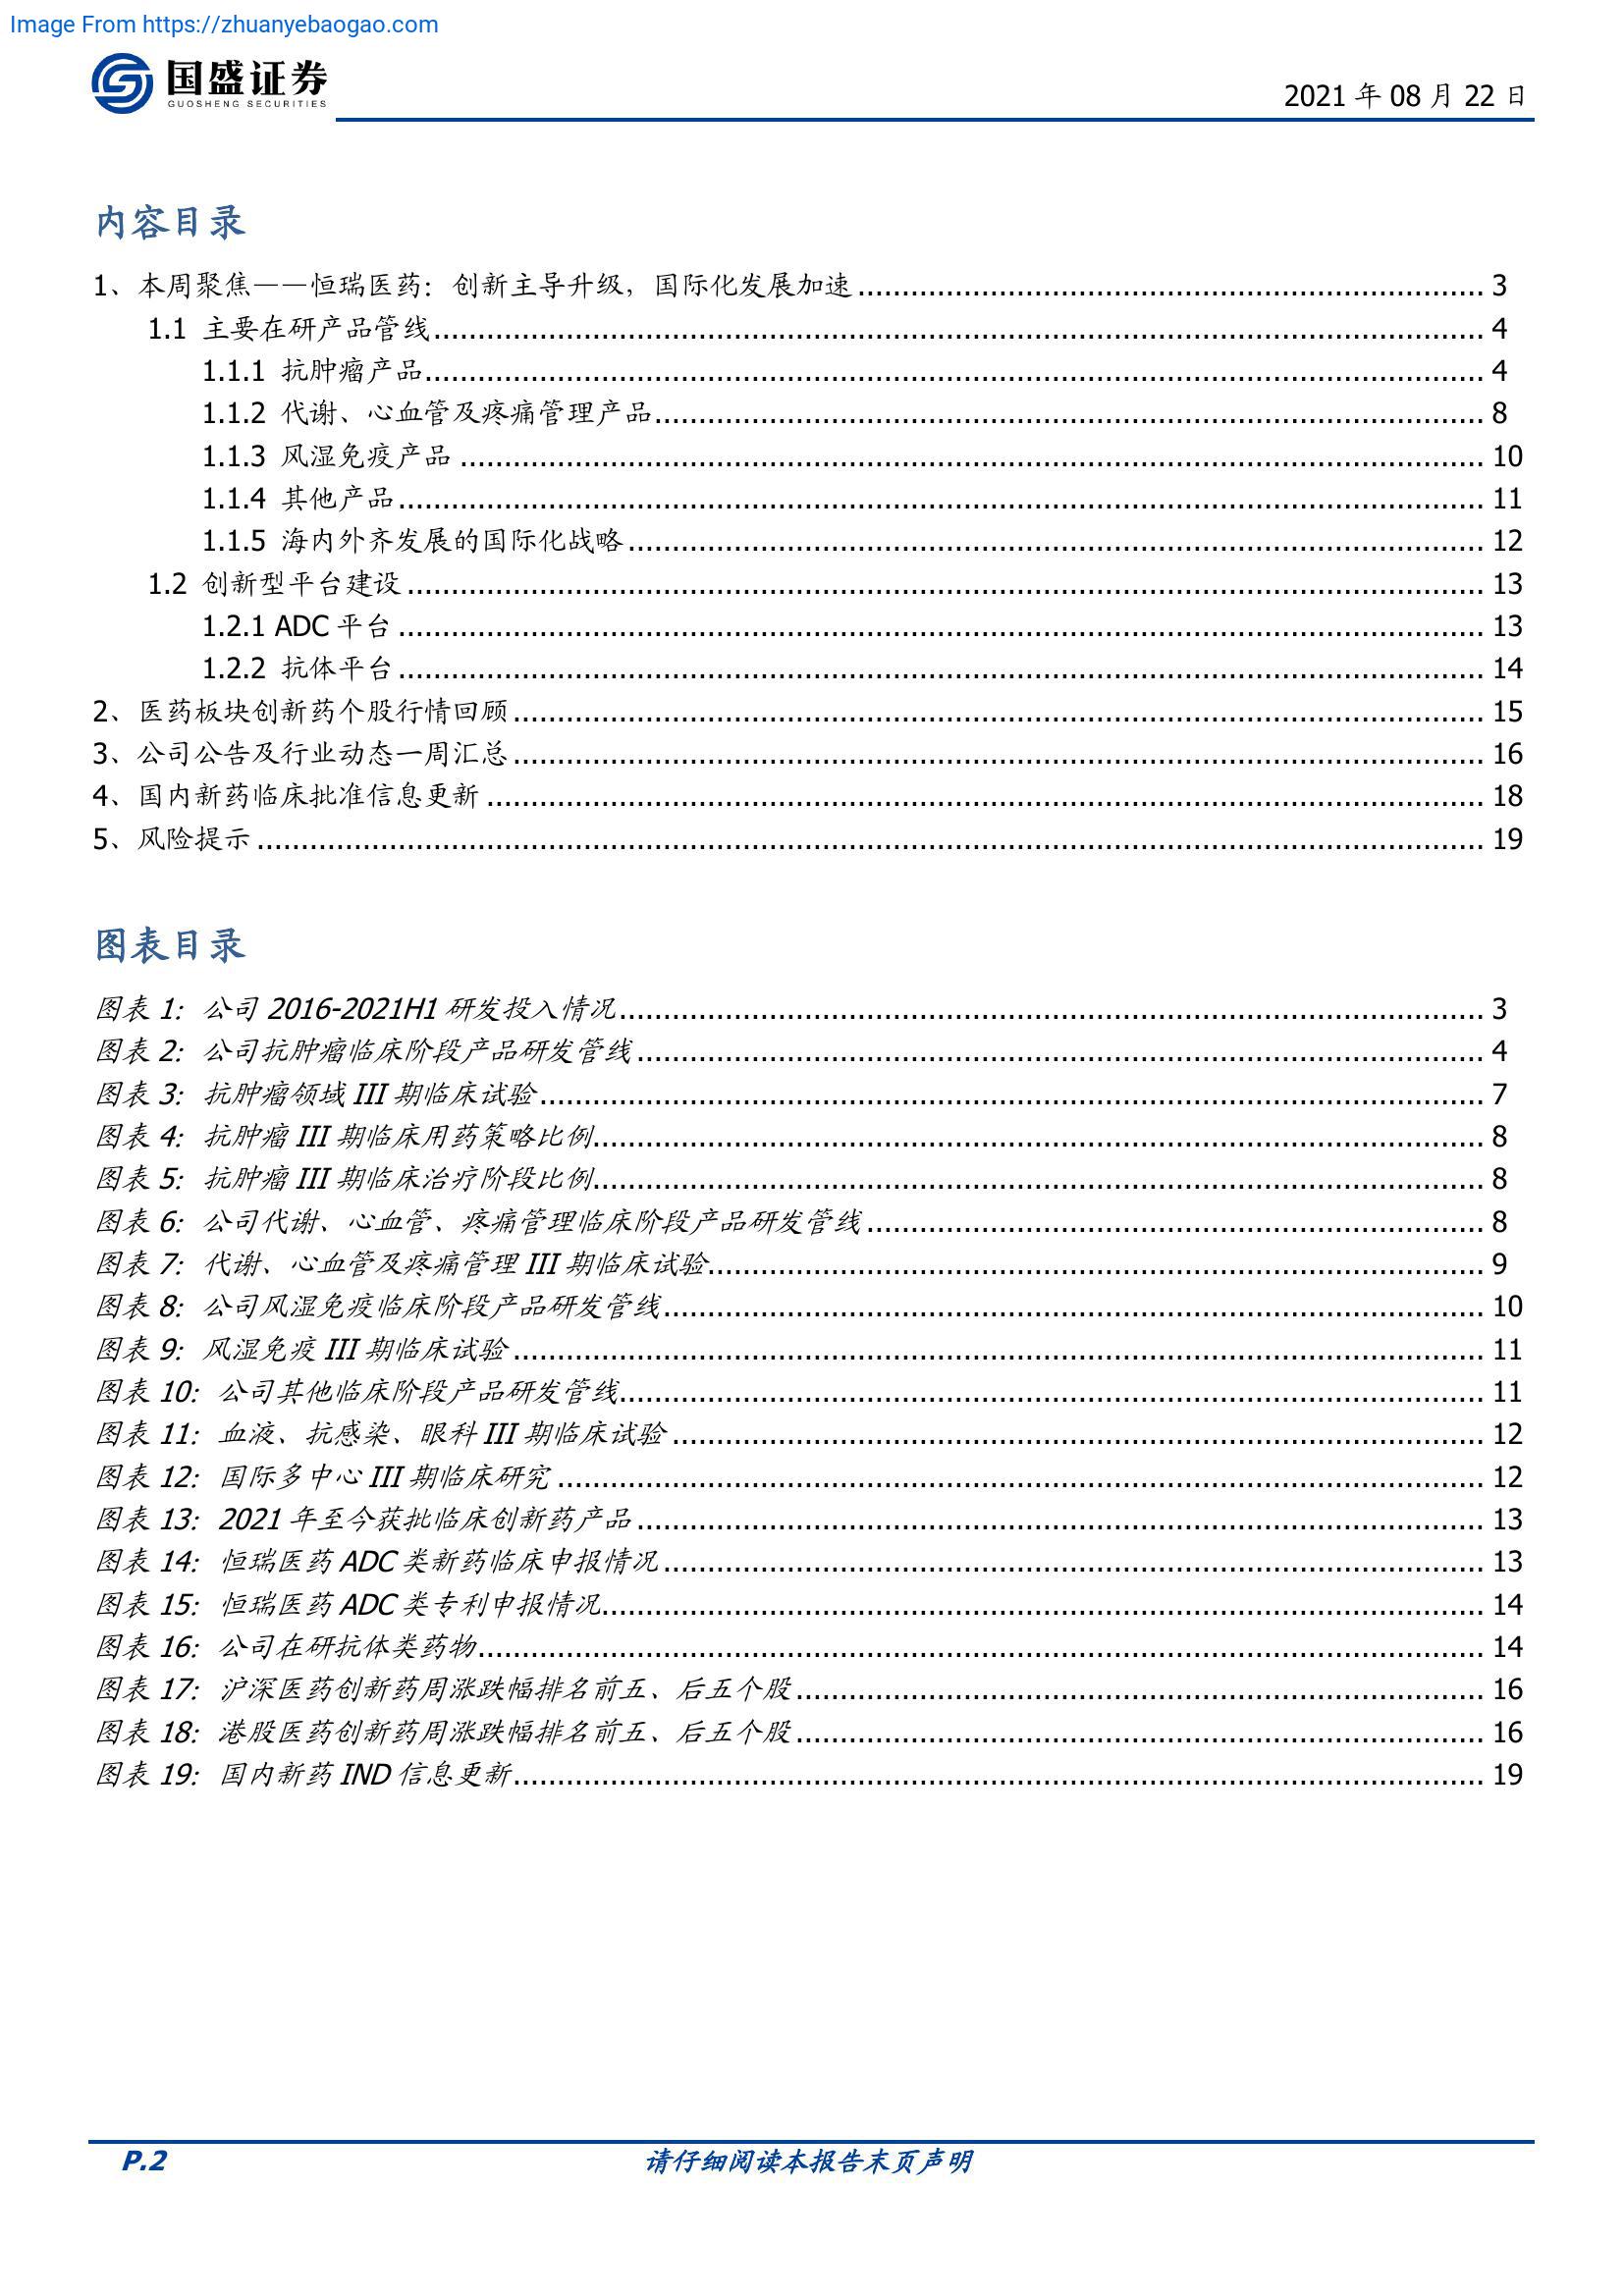 Image From https://zhuanyebaogao.com
国盛证券
GUOSHENG SECURITIES
2021 年 08 月 22 日
内容目录
1、本周聚焦——恒瑞医药：创新主导升级，国际化发展加速 3
1.1 主要在研产品管线 4
1.1.1 抗肿瘤产品 4
1.1.2 代谢、心血管及疼痛管理产品 8
1.1.3 风湿免疫产品 10
1.1.4 其他产品 11
1.1.5 海内外齐发展的国际化战略 12
1.2 创新型平台建设 13
1.2.1 ADC 平台 13
1.2.2 抗体平台 14
2、医药板块创新药个股行情回顾 15
3、公司公告及行业动态一周汇总 16
4、国内新药临床批准信息更新 18
5、风险提示 19
图表目录
图表 1：公司 2016-2021H1 研发投入情况 3
图表 2：公司抗肿瘤临床阶段产品研发管线 4
图表 3：抗肿瘤领域 III 期临床试验 7
图表 4：抗肿瘤 III 期临床用药策略比例 8
图表 5：抗肿瘤 III 期临床治疗阶段比例 8
图表 6：公司代谢、心血管、疼痛管理临床阶段产品研发管线 8
图表 7：代谢、心血管及疼痛管理 III 期临床试验 9
图表 8：公司风湿免疫临床阶段产品研发管线 10
图表 9：风湿免疫 III 期临床试验 11
图表 10：公司其他临床阶段产品研发管线 11
图表 11：血液、抗感染、眼科 III 期临床试验 12
图表 12：国际多中心 III 期临床研究 12
图表 13：2021 年至今获批临床创新药产品 13
图表 14：恒瑞医药 ADC 类新药临床申报情况 13
图表 15：恒瑞医药 ADC 类专利申报情况 14
图表 16：公司在研抗体类药物 14
图表 17：沪深医药创新药周涨跌幅排名前五、后五个股 16
图表 18：港股医药创新药周涨跌幅排名前五、后五个股 16
图表 19：国内新药 IND 信息更新 19
P.2 请仔细阅读本报告末页声明